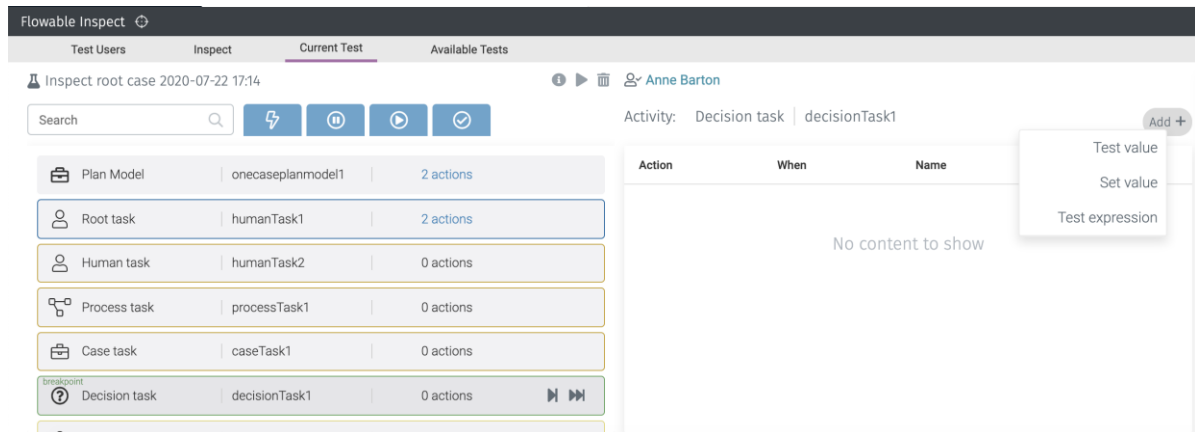 Flowable Inspect
Test Users Inspect Current Test Available Tests
Inspect root case 2020-07-22 17:14
Anne Barton
Search
Activity: Decision task decisionTask1
Add +
Test value
Set value
Test expression
Action When Name
No content to show
Plan Model onecaseplanmodel1 2 actions
Root task humanTask1 2 actions
Human task humanTask2 0 actions
Process task processTask1 0 actions
Case task caseTask1 0 actions
breakpoint
Decision task decisionTask1 0 actions